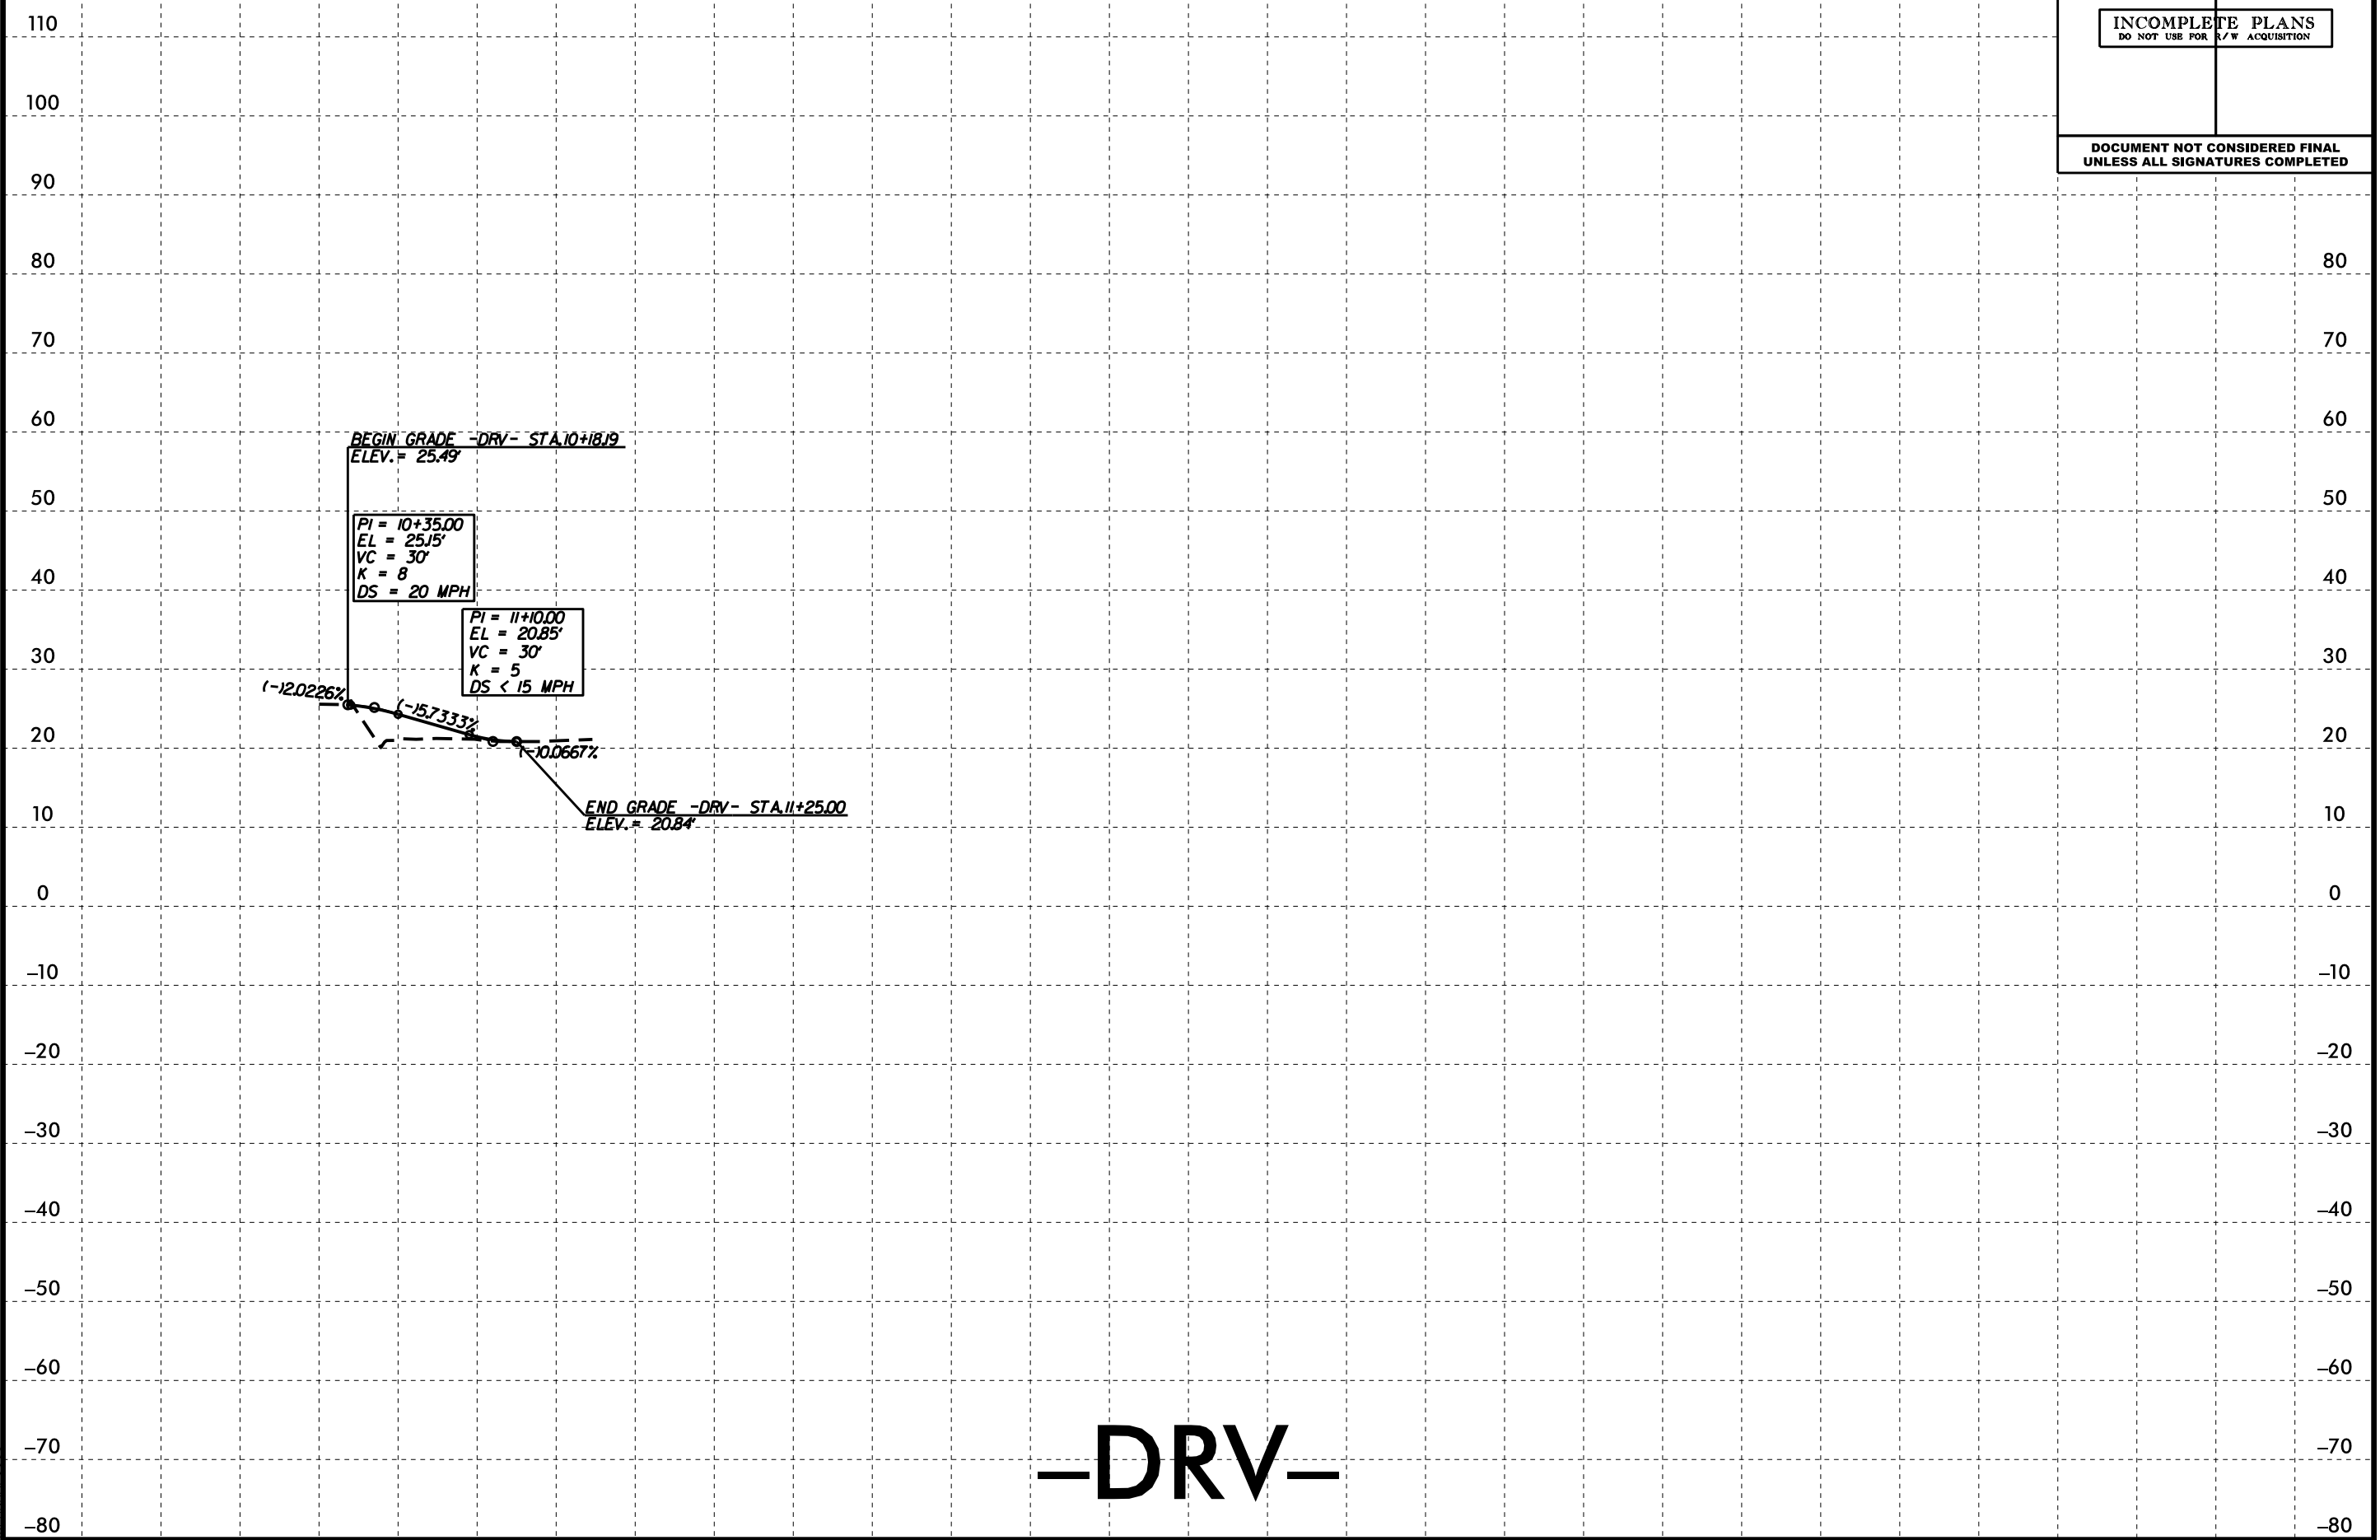 110
INCOMPLETE PLANS
DO NOT USE FOR R/W ACQUISITION
100
DOCUMENT NOT CONSIDERED FINAL
UNLESS ALL SIGNATURES COMPLETED
90
80 80
70 70
60 60
BEGIN GRADE -DRV- STA.10+18.19
ELEV.= 25.49'
50 50
PI = 10+35.00
EL = 25.15'
VC = 30'
K = 8
DS = 20 MPH
40 40
PI = 11+10.00
EL = 20.85'
VC = 30'
K = 5
DS < 15 MPH
30 30
(-)2.0226%
(-)5.7333%
20 20
(-)0.0667%
END GRADE -DRV- STA.11+25.00
ELEV.= 20.84'
10 10
0 0
-10 -10
-20 -20
-30 -30
-40 -40
-50 -50
-60 -60
-70 -70
-DRV-
-80 -80